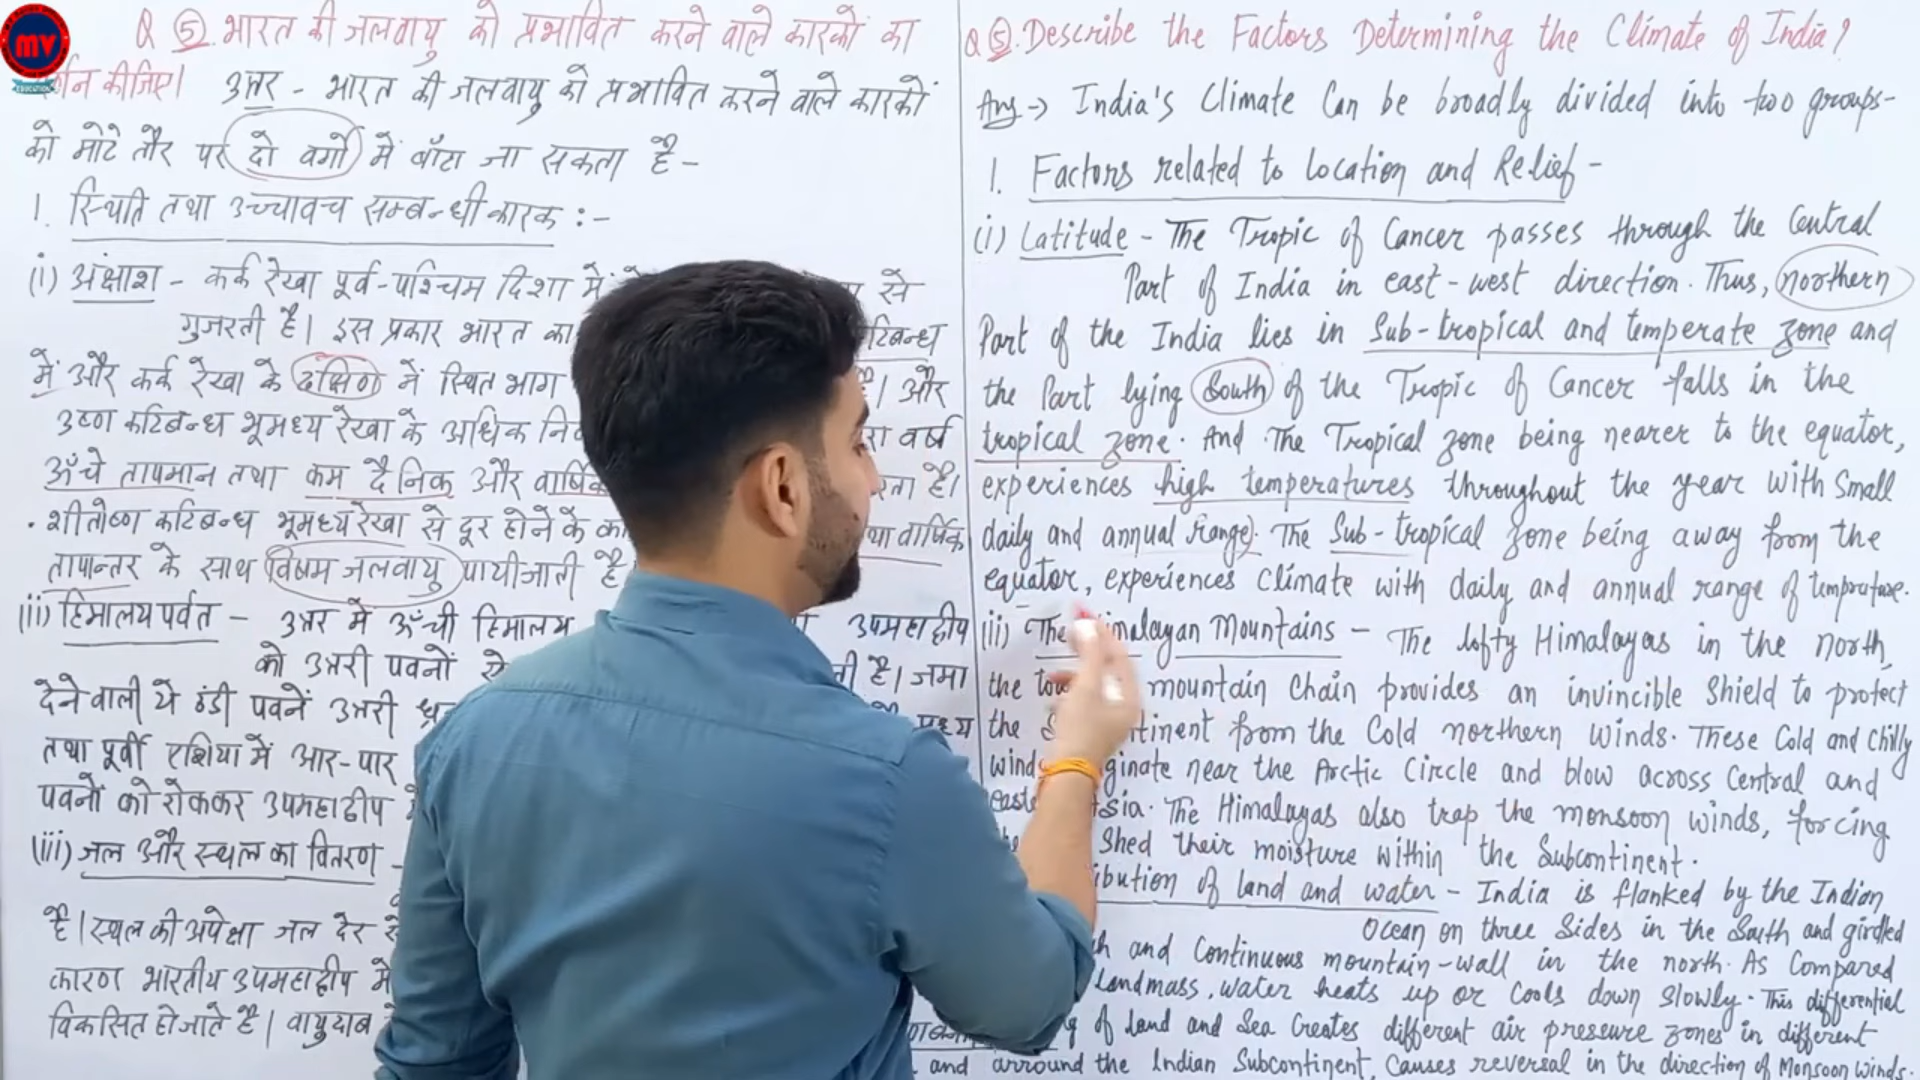 MV
EDUCATION
Q ⑤. भारत की जलवायु को प्रभावित करने वाले कारकों का
कीजिए। उत्तर - भारत की जलवायु को प्रभावित करने वाले कारकों
को मोटे तौर पर दो वर्गों में बाँटा जा सकता है -
1. स्थिति तथा उच्चावच सम्बन्धी कारक :-
(i) अंक्षाश - कर्क रेखा पूर्व-पश्चिम दिशा में से
गुजरती है। इस प्रकार भारत का
में और कर्क रेखा के दक्षिण में स्थित भाग है। और
उष्ण कटिबन्ध भूमध्य रेखा के अधिक वर्ष
ऊँचे तापमान तथा कम दैनिक और वार्षिक है।
. शीतोष्ण कटिबन्ध भूमध्य रेखा से दूर होने के तथा वार्षिक
तापान्तर के साथ विषम जलवायु पायी जाती है
(ii) हिमालय पर्वत - उत्तर में ऊँची हिमालय उपमहाद्वीप
को उत्तरी पवनों से है। जमा
देने वाली ये ठंडी पवनें उत्तरी मध्य
तथा पूर्वी एशिया में आर-पार
पवनों को रोककर उपमहाद्वीप
(iii) जल और स्थल का वितरण -
है। स्थल की अपेक्षा जल देर से
कारण भारतीय उपमहाद्वीप में
विकसित हो जाते है। वायुदाब
Q ⑤. Describe the Factors Determining the Climate of India?
Ans → India's Climate Can be broadly divided into two groups-
1. Factors related to Location and Relief -
(i) Latitude - The Tropic of Cancer passes through the Central
Part of India in east-west direction. Thus, northern
Part of the India lies in Sub-tropical and temperate zone and
the Part lying South of the Tropic of Cancer falls in the
tropical zone. And The Tropical zone being nearer to the equator,
experiences high temperatures throughout the year with Small
daily and annual range). The Sub-tropical zone being away from the
equator, experiences climate with daily and annual range of
(ii) The Mountains - The lofty Himalayas in the north,
the mountain Chain provides an invincible Shield to protect
the from the Cold northern Winds. These Cold and Chilly
near the Arctic Circle and blow across Central and
Asia. The Himalayas also trap the monsoon winds, forcing
Shed their moisture within the Subcontinent.
of land and water - India is flanked by the Indian
Ocean on three Sides in the South and girdled
and Continuous mountain-wall in the north. As Compared
Landmass, water heats up or Cools down Slowly. This differential
of land and Sea Creates different air pressure zones in different
and arround the Indian Subcontinent, Causes reversal in the direction of Monsoon winds.